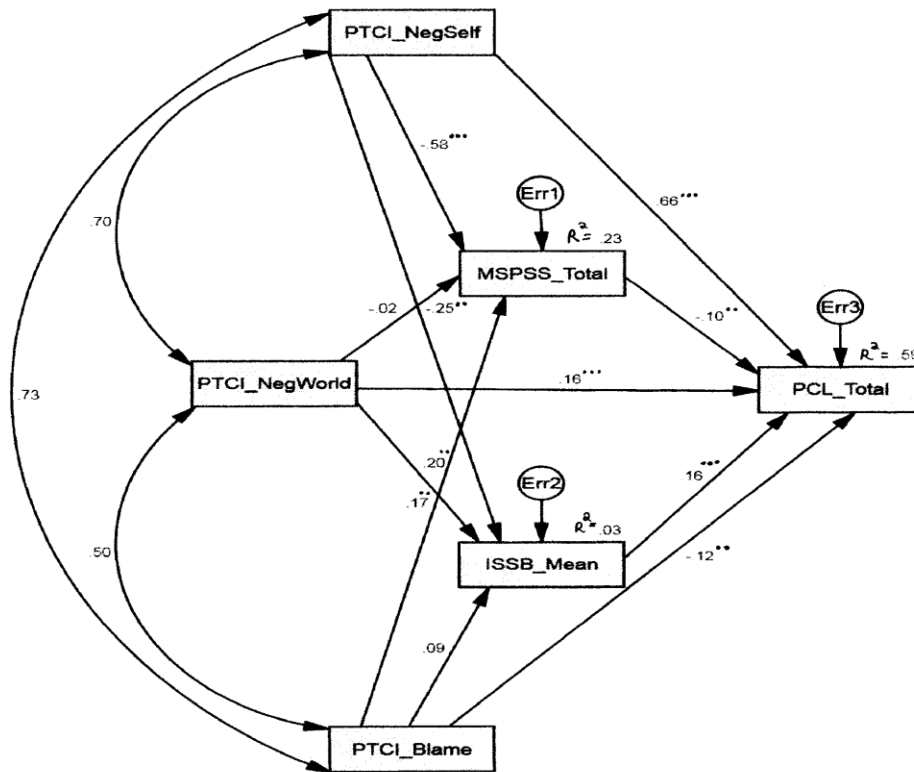 PTCI_NegSelf
-.58***
Err1
.66***
.70
R²= .23
MSPSS_Total
Err3
-.02
-.25**
-.10**
R²= .59
PTCI_NegWorld
.16***
PCL_Total
.73
.20**
Err2
.16***
.17**
R²= .03
.50
ISSB_Mean
-.12**
.09
PTCI_Blame